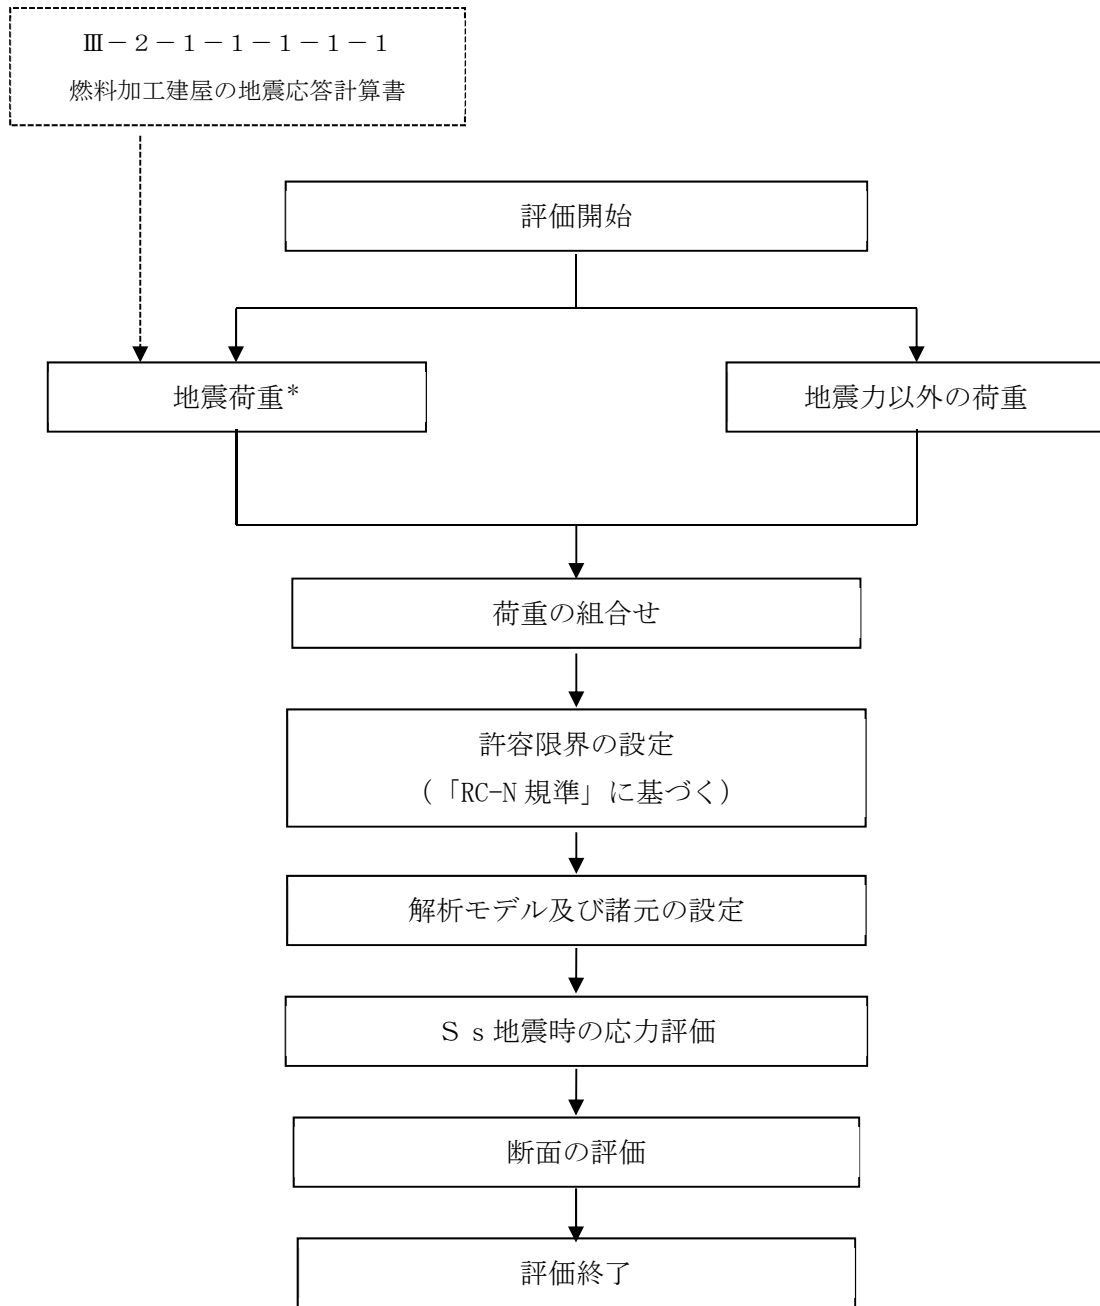 Ⅲ－２－１－１－１－１－１
燃料加工建屋の地震応答計算書
評価開始
地震荷重*
地震力以外の荷重
荷重の組合せ
許容限界の設定
（「RC-N 規準」に基づく）
解析モデル及び諸元の設定
Ｓｓ地震時の応力評価
断面の評価
評価終了